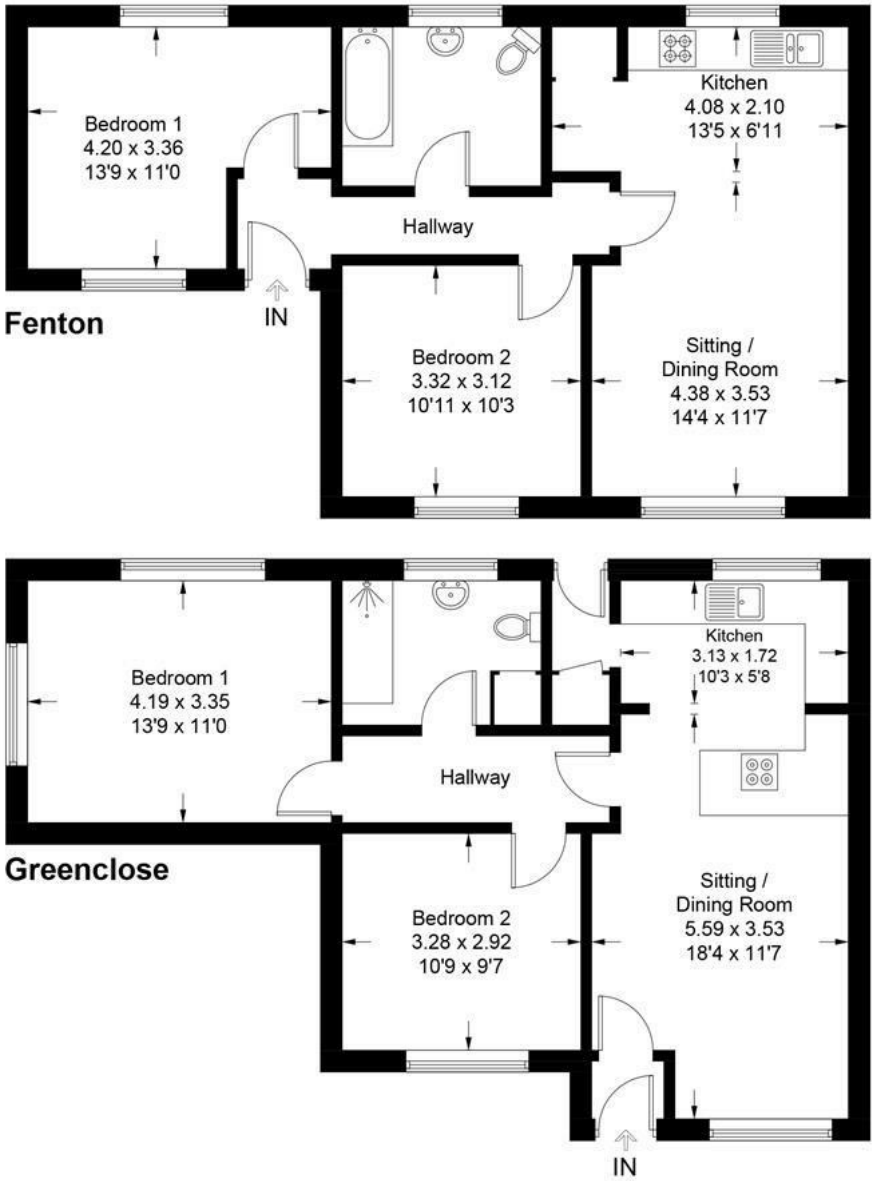 Bedroom 1
4.20 x 3.36
13'9 x 11'0
Kitchen
4.08 x 2.10
13'5 x 6'11
Hallway
IN
Fenton
Bedroom 2
3.32 x 3.12
10'11 x 10'3
Sitting /
Dining Room
4.38 x 3.53
14'4 x 11'7
Bedroom 1
4.19 x 3.35
13'9 x 11'0
Kitchen
3.13 x 1.72
10'3 x 5'8
Hallway
Greenclose
Bedroom 2
3.28 x 2.92
10'9 x 9'7
Sitting /
Dining Room
5.59 x 3.53
18'4 x 11'7
IN